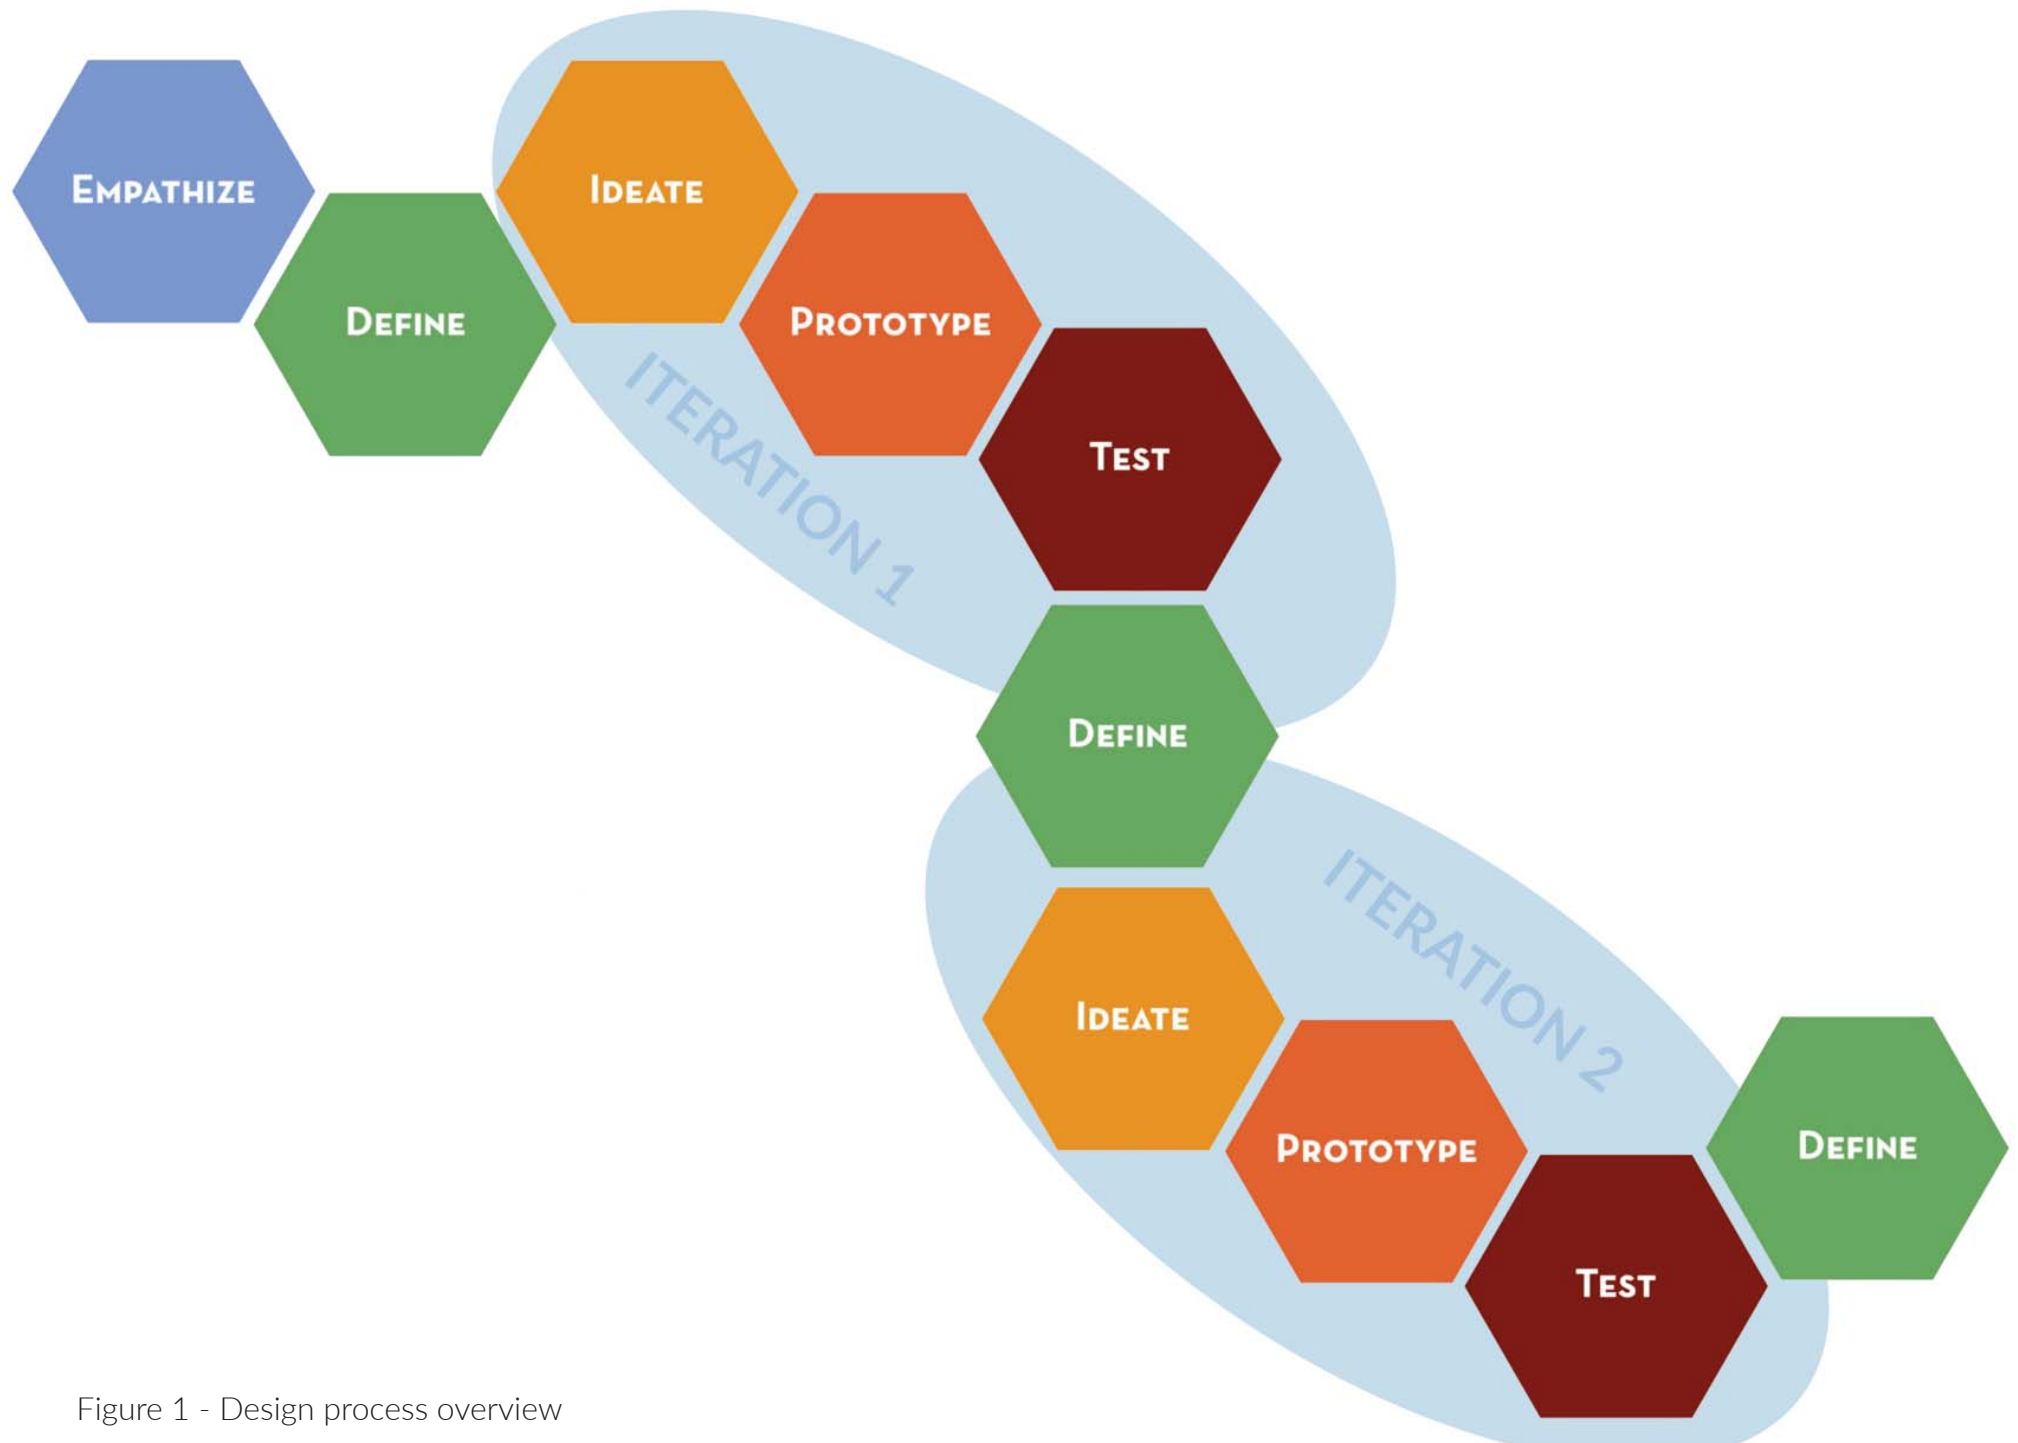 EMPATHIZE
DEFINE
IDEATE
PROTOTYPE
TEST
ITERATION 1
DEFINE
IDEATE
PROTOTYPE
TEST
ITERATION 2
DEFINE
Figure 1 - Design process overview